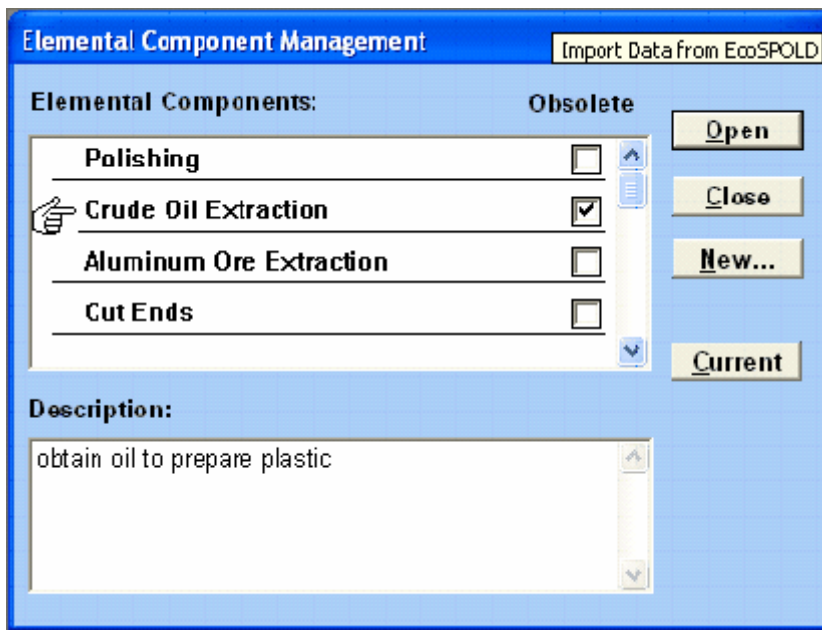 Elemental Component Management
Import Data from EcoSPOLD
Elemental Components:
Obsolete
Polishing
Crude Oil Extraction
Aluminum Ore Extraction
Cut Ends
Open
Close
New...
Current
Description:
obtain oil to prepare plastic